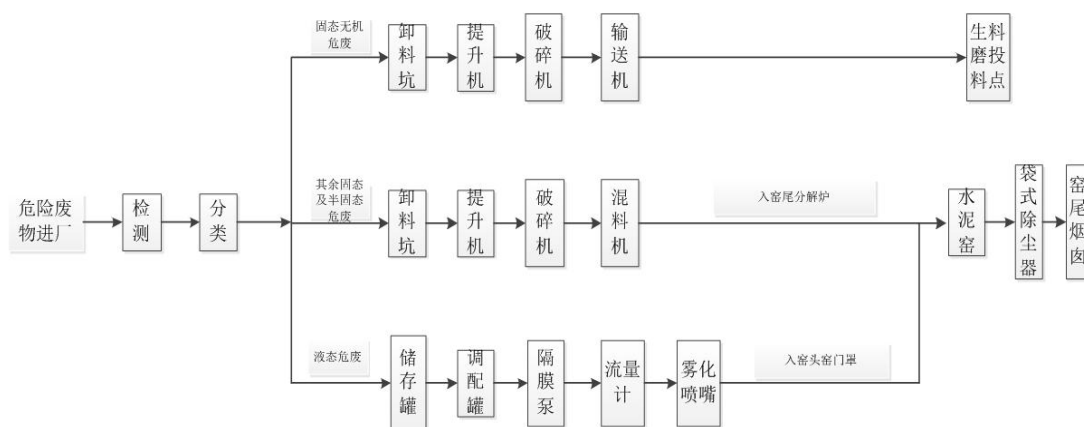 固态无机
危废
卸
料
坑
提
升
机
破
碎
机
输
送
机
生料
磨投
料点
危险废
物进厂
检
测
分
类
其余固态
及半固态
危废
卸
料
坑
提
升
机
破
碎
机
混
料
机
入窑尾分解炉
水
泥
窑
袋
式
除
尘
器
窑
尾
烟
囱
液态危废
储
存
罐
调
配
罐
隔
膜
泵
流量
计
雾化
喷嘴
入窑头窑门罩